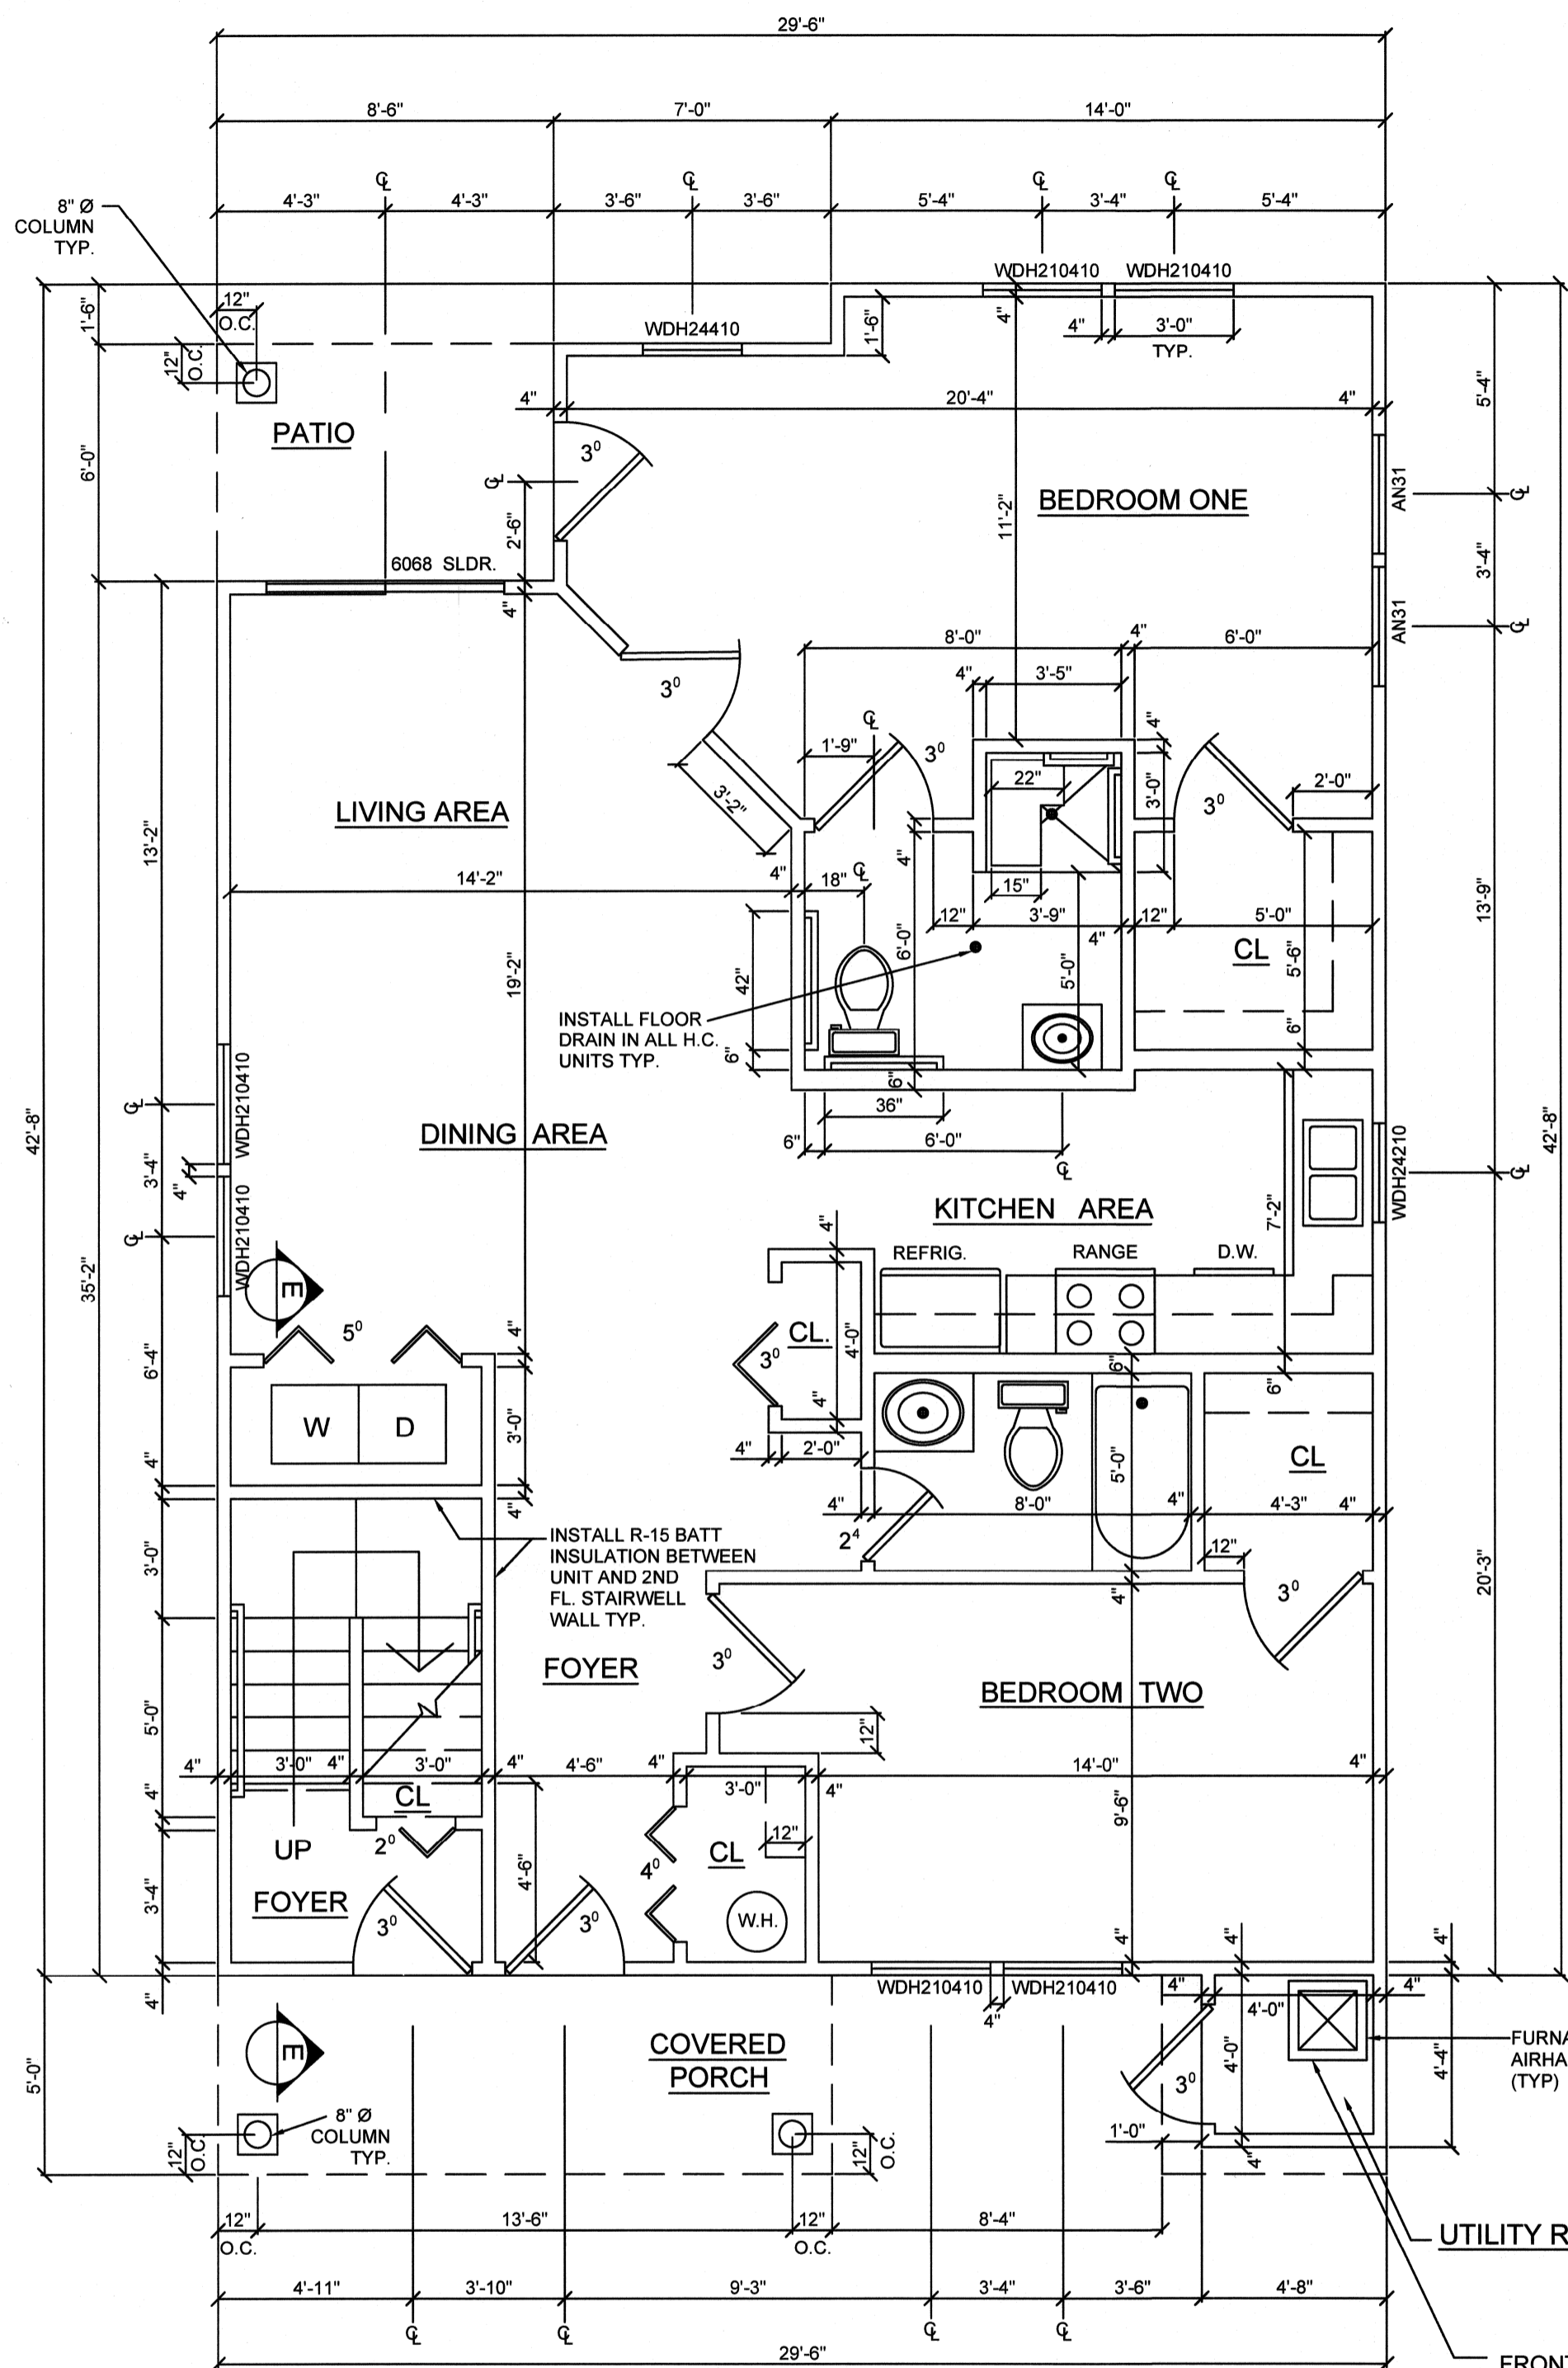 29'-6"
8'-6" 7'-0" 14'-0"
℄ ℄ ℄ ℄
4'-3" 4'-3" 3'-6" 3'-6" 5'-4" 3'-4" 5'-4"
8" Ø
COLUMN
TYP.
WDH210410 WDH210410
12"
O.C.
1'-6"
12"
O.C.
WDH24410
1'-6"
4"
4" 3'-0"
TYP.
4" 20'-4" 4"
5'-4"
PATIO
3⁰
6'-0"
℄
2'-6"
11'-2"
BEDROOM ONE
AN31
℄
3'-4"
6068 SLDR.
4"
AN31
℄
8'-0" 4" 6'-0"
3⁰
4" 3'-5"
℄
1'-9"
3⁰
4"
22"
3'-0"
3⁰
2'-0"
3'-2"
LIVING AREA
13'-2"
4"
14'-2" 4" 18" ℄
15"
12" 3'-9" 4" 12" 5'-0"
13'-9"
19'-2"
42"
6'-0"
5'-0"
CL
5'-6"
INSTALL FLOOR
DRAIN IN ALL H.C.
UNITS TYP.
6"
6"
6"
42'-8"
℄
WDH210410
36"
6" 6'-0"
℄
DINING AREA
3'-4"
4"
WDH210410
℄
WDH24210
℄
42'-8"
KITCHEN AREA
7'-2"
4"
REFRIG. RANGE D.W.
35'-2"
E
5⁰
4"
CL.
3⁰
4'-0"
6'-4"
6"
6"
W D
3'-0"
4"
4"
4" 2'-0"
5'-0"
CL
4"
4" 8'-0" 4" 4'-3" 4"
2⁴
12"
INSTALL R-15 BATT
INSULATION BETWEEN
UNIT AND 2ND
FL. STAIRWELL
WALL TYP.
3'-0"
4"
3⁰
20'-3"
FOYER
3⁰
BEDROOM TWO
5'-0"
12"
4" 3'-0" 4" 3'-0" 4" 4'-6" 4" 3'-0" 4" 14'-0" 4"
4"
CL
9'-6"
12"
UP
2⁰
4'-6"
4⁰
CL
3'-4"
FOYER
3⁰
3⁰
W.H.
4"
4"
4"
4"
WDH210410 WDH210410
4"
4"
4'-0"
4"
E
COVERED
PORCH
4'-0"
4'-4"
3⁰
5'-0"
8" Ø
COLUMN
TYP.
12"
O.C.
12"
O.C.
1'-0"
4"
12"
O.C.
13'-6"
12"
O.C.
8'-4"
UTILITY
4'-11" 3'-10" 9'-3" 3'-4" 3'-6" 4'-8"
℄ ℄ ℄ ℄
29'-6"
(TYP)